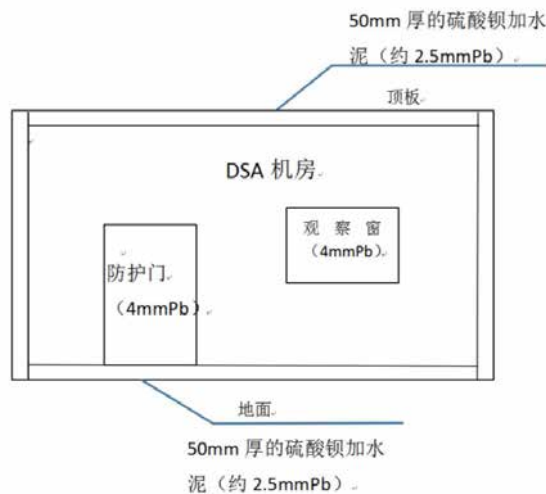 50mm 厚的硫酸钡加水
泥（约 2.5mmPb）
顶板
DSA 机房
观 察 窗
（4mmPb）
防护门
（4mmPb）
地面
50mm 厚的硫酸钡加水
泥（约 2.5mmPb）